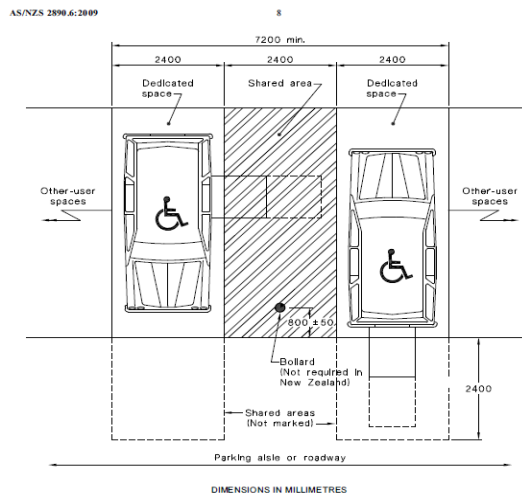 AS/NZS 2890.6:2009
8
7200 min.
2400
2400
2400
Dedicated
space
Shared area
Dedicated
space
Other-user
spaces
Other-user
spaces
800 ±50
Bollard
(Not required in
New Zealand)
2400
Shared areas
(Not marked)
Parking aisle or roadway
DIMENSIONS IN MILLIMETRES